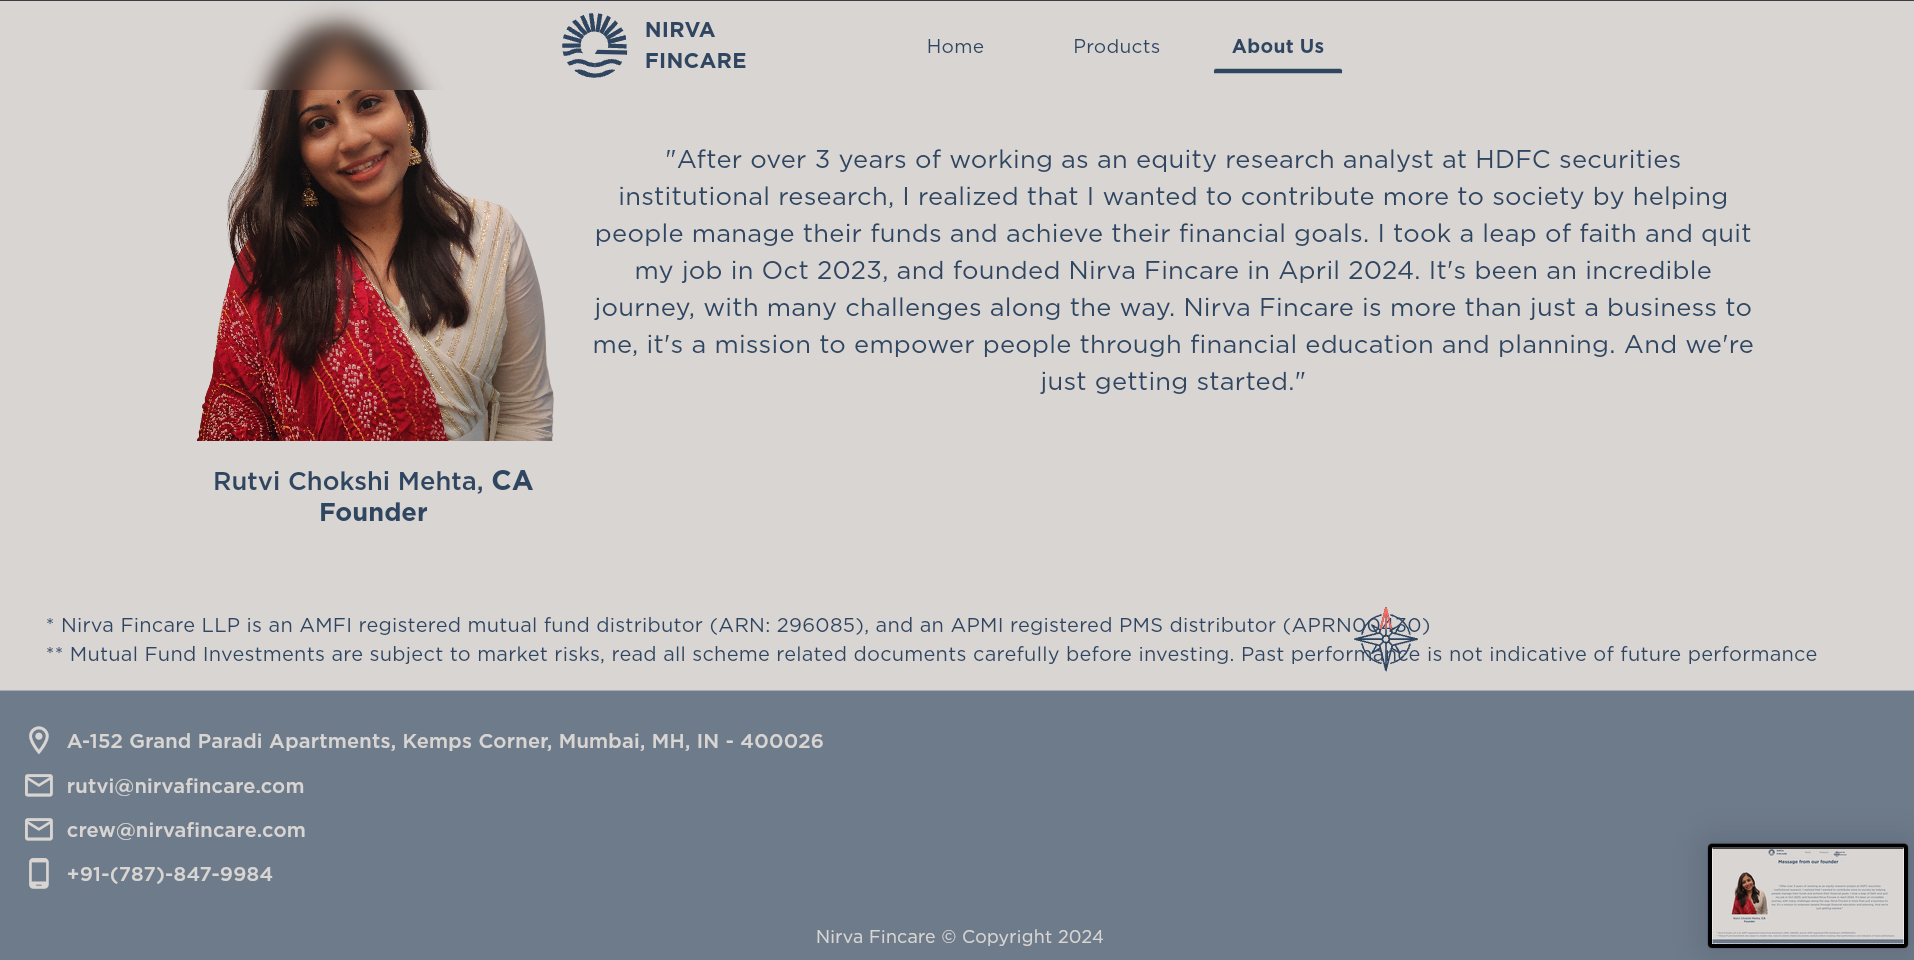 NIRVA
FINCARE
Home
Products
About Us
"After over 3 years of working as an equity research analyst at HDFC securities
institutional research, I realized that I wanted to contribute more to society by helping
people manage their funds and achieve their financial goals. I took a leap of faith and quit
my job in Oct 2023, and founded Nirva Fincare in April 2024. It's been an incredible
journey, with many challenges along the way. Nirva Fincare is more than just a business to
me, it's a mission to empower people through financial education and planning. And we're
just getting started."
Rutvi Chokshi Mehta, CA
Founder
* Nirva Fincare LLP is an AMFI registered mutual fund distributor (ARN: 296085), and an APMI registered PMS distributor
** Mutual Fund Investments are subject to market risks, read all scheme related documents carefully before investing. Past performance is not indicative of future performance
A-152 Grand Paradi Apartments, Kemps Corner, Mumbai, MH, IN - 400026
rutvi@nirvafincare.com
crew@nirvafincare.com
+91-(787)-847-9984
Message from our founder
Nirva Fincare © Copyright 2024